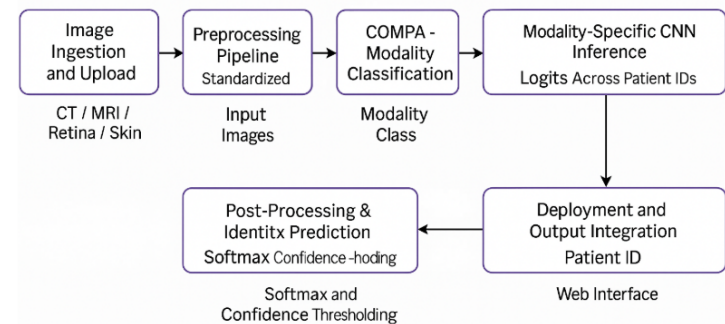 Image
Ingestion
and Upload
CT / MRI /
Retina / Skin
Preprocessing
Pipeline
Standardized
Input
Images
COMPA -
Modality
Classification
Modality
Class
Modality-Specific CNN
Inference
Logits Across Patient IDs
Deployment and
Output Integration
Patient ID
Web Interface
Post-Processing &
Identitx Prediction
Softmax Confidence -hoding
Softmax and
Confidence Thresholding